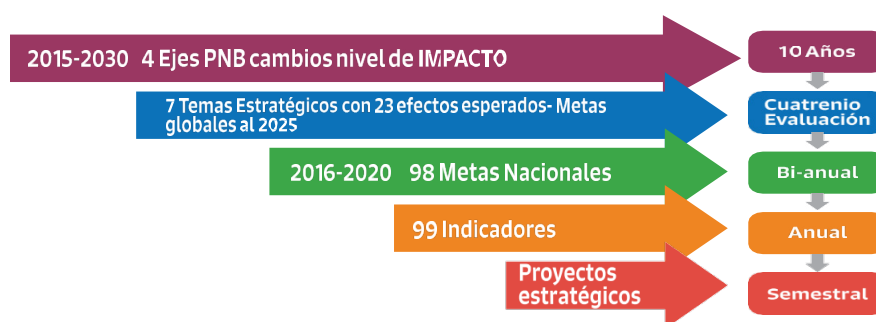 2015-2030 4 Ejes PNB cambios nivel de IMPACTO
10 Años
7 Temas Estratégicos con 23 efectos esperados- Metas
globales al 2025
Cuatrenio
Evaluación
2016-2020 98 Metas Nacionales
Bi-anual
99 Indicadores
Anual
Proyectos
estratégicos
Semestral